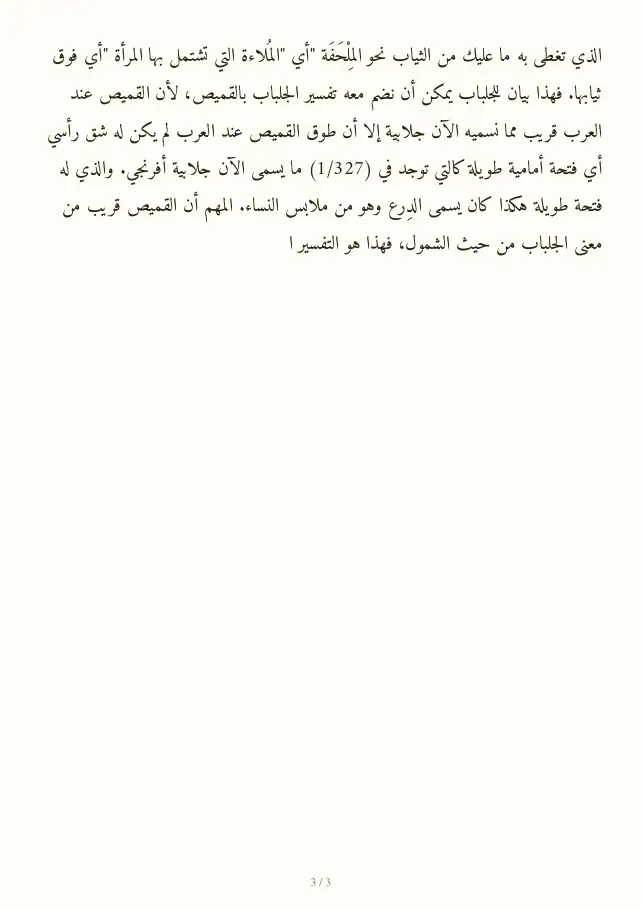 الذي تغطى به ما عليك من الثياب نحو المِلْحَفَة "أي "المُلاءة التي تشتمل بها المرأة "أي فوق
ثيابها. فهذا بيان للجلباب يمكن أن نضم معه تفسير الجلباب بالقميص، لأن القميص عند
العرب قريب مما نسميه الآن جلابية إلا أن طوق القميص عند العرب لم يكن له شق رأسي
أي فتحة أمامية طويلة كالتي توجد في (1/327) ما يسمى الآن جلابية أفرنجي. والذي له
فتحة طويلة هكذا كان يسمى الدِرع وهو من ملابس النساء. المهم أن القميص قريب من
معنى الجلباب من حيث الشمول، فهذا هو التفسير ا
3 / 3